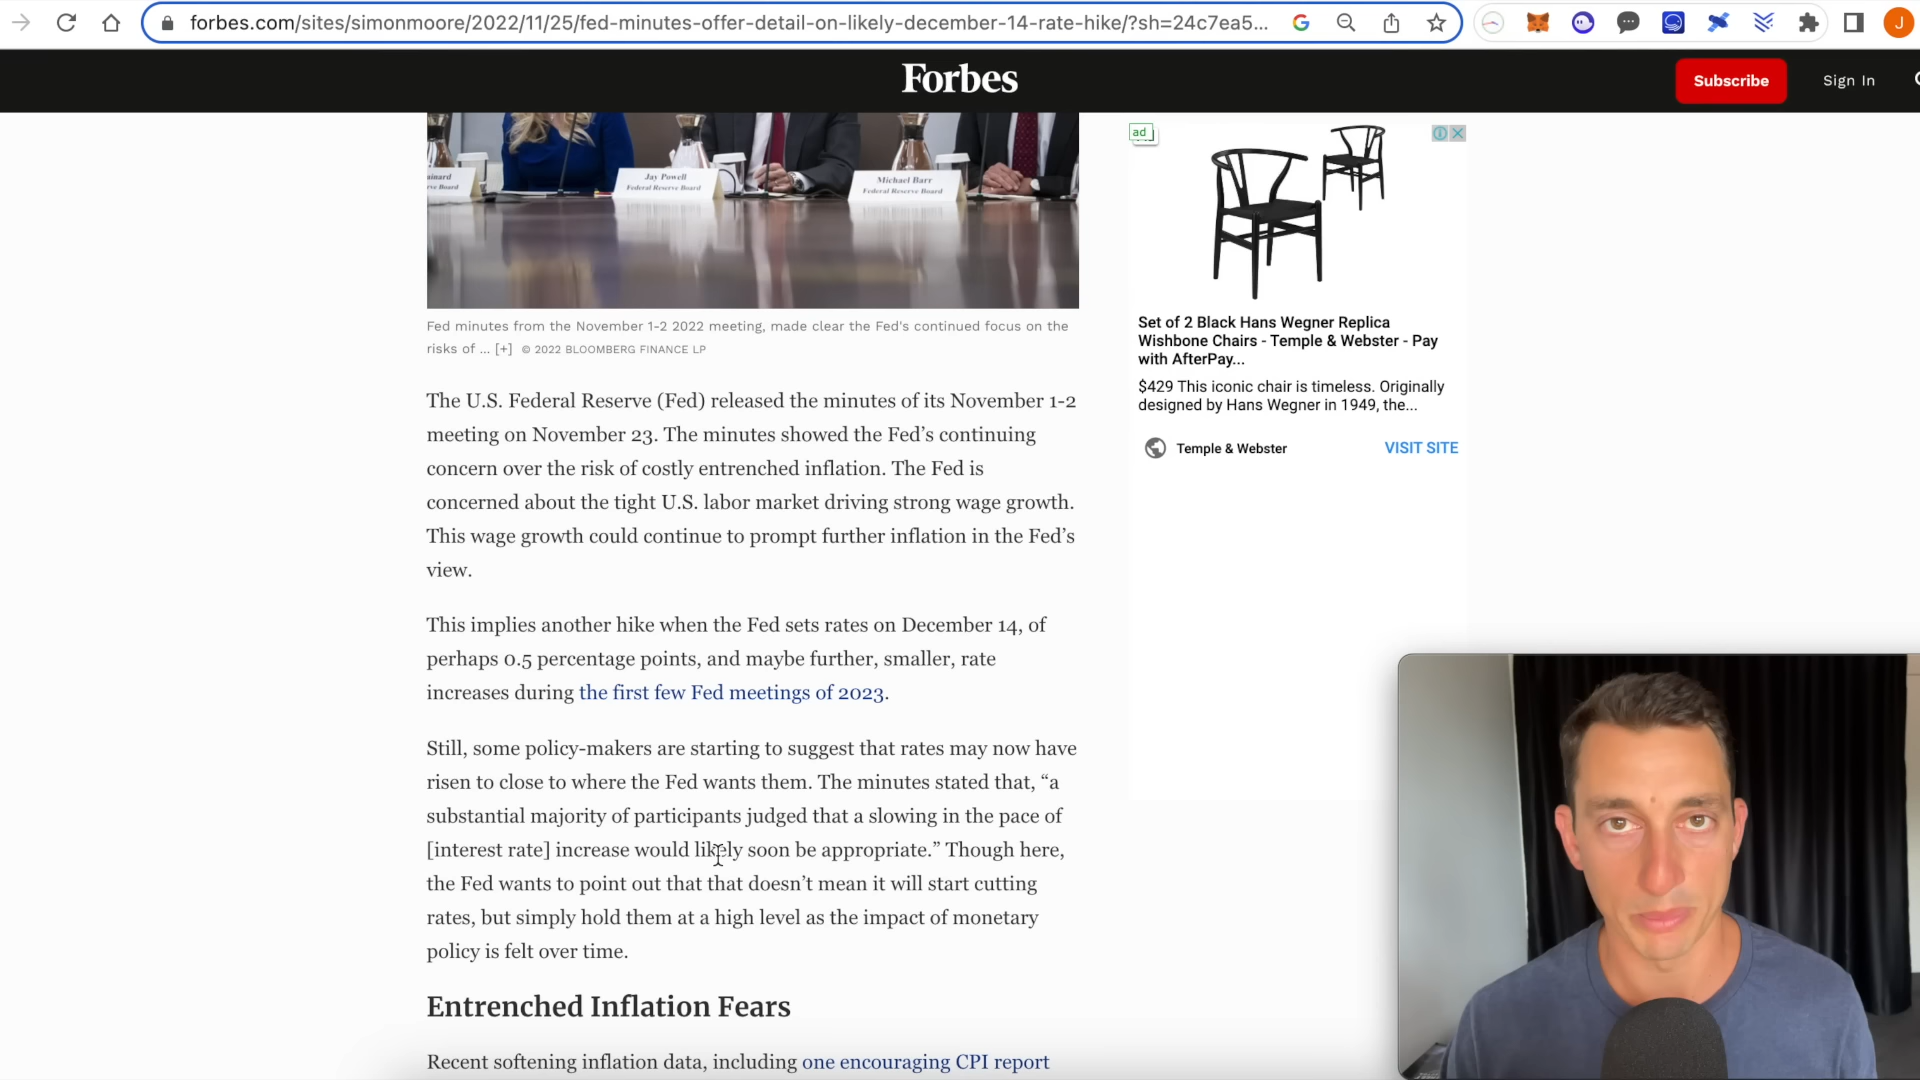 forbes.com/sites/simonmoore/2022/11/25/fed-minutes-offer-detail-on-likely-december-14-rate-hike/?sh=24c7ea5...
J
Forbes
Subscribe
Sign In
ainard
rve Board
Jay Powell
Federal Reserve Board
Michael Barr
Federal Reserve Board
Fed minutes from the November 1-2 2022 meeting, made clear the Fed's continued focus on the
risks of ... [+] © 2022 BLOOMBERG FINANCE LP
The U.S. Federal Reserve (Fed) released the minutes of its November 1-2
meeting on November 23. The minutes showed the Fed’s continuing
concern over the risk of costly entrenched inflation. The Fed is
concerned about the tight U.S. labor market driving strong wage growth.
This wage growth could continue to prompt further inflation in the Fed’s
view.
This implies another hike when the Fed sets rates on December 14, of
perhaps 0.5 percentage points, and maybe further, smaller, rate
increases during the first few Fed meetings of 2023.
Still, some policy-makers are starting to suggest that rates may now have
risen to close to where the Fed wants them. The minutes stated that, “a
substantial majority of participants judged that a slowing in the pace of
[interest rate] increase would likely soon be appropriate.” Though here,
the Fed wants to point out that that doesn’t mean it will start cutting
rates, but simply hold them at a high level as the impact of monetary
policy is felt over time.
Entrenched Inflation Fears
Recent softening inflation data, including one encouraging CPI report
ad
Set of 2 Black Hans Wegner Replica
Wishbone Chairs - Temple & Webster - Pay
with AfterPay...
$429 This iconic chair is timeless. Originally
designed by Hans Wegner in 1949, the...
Temple & Webster
VISIT SITE